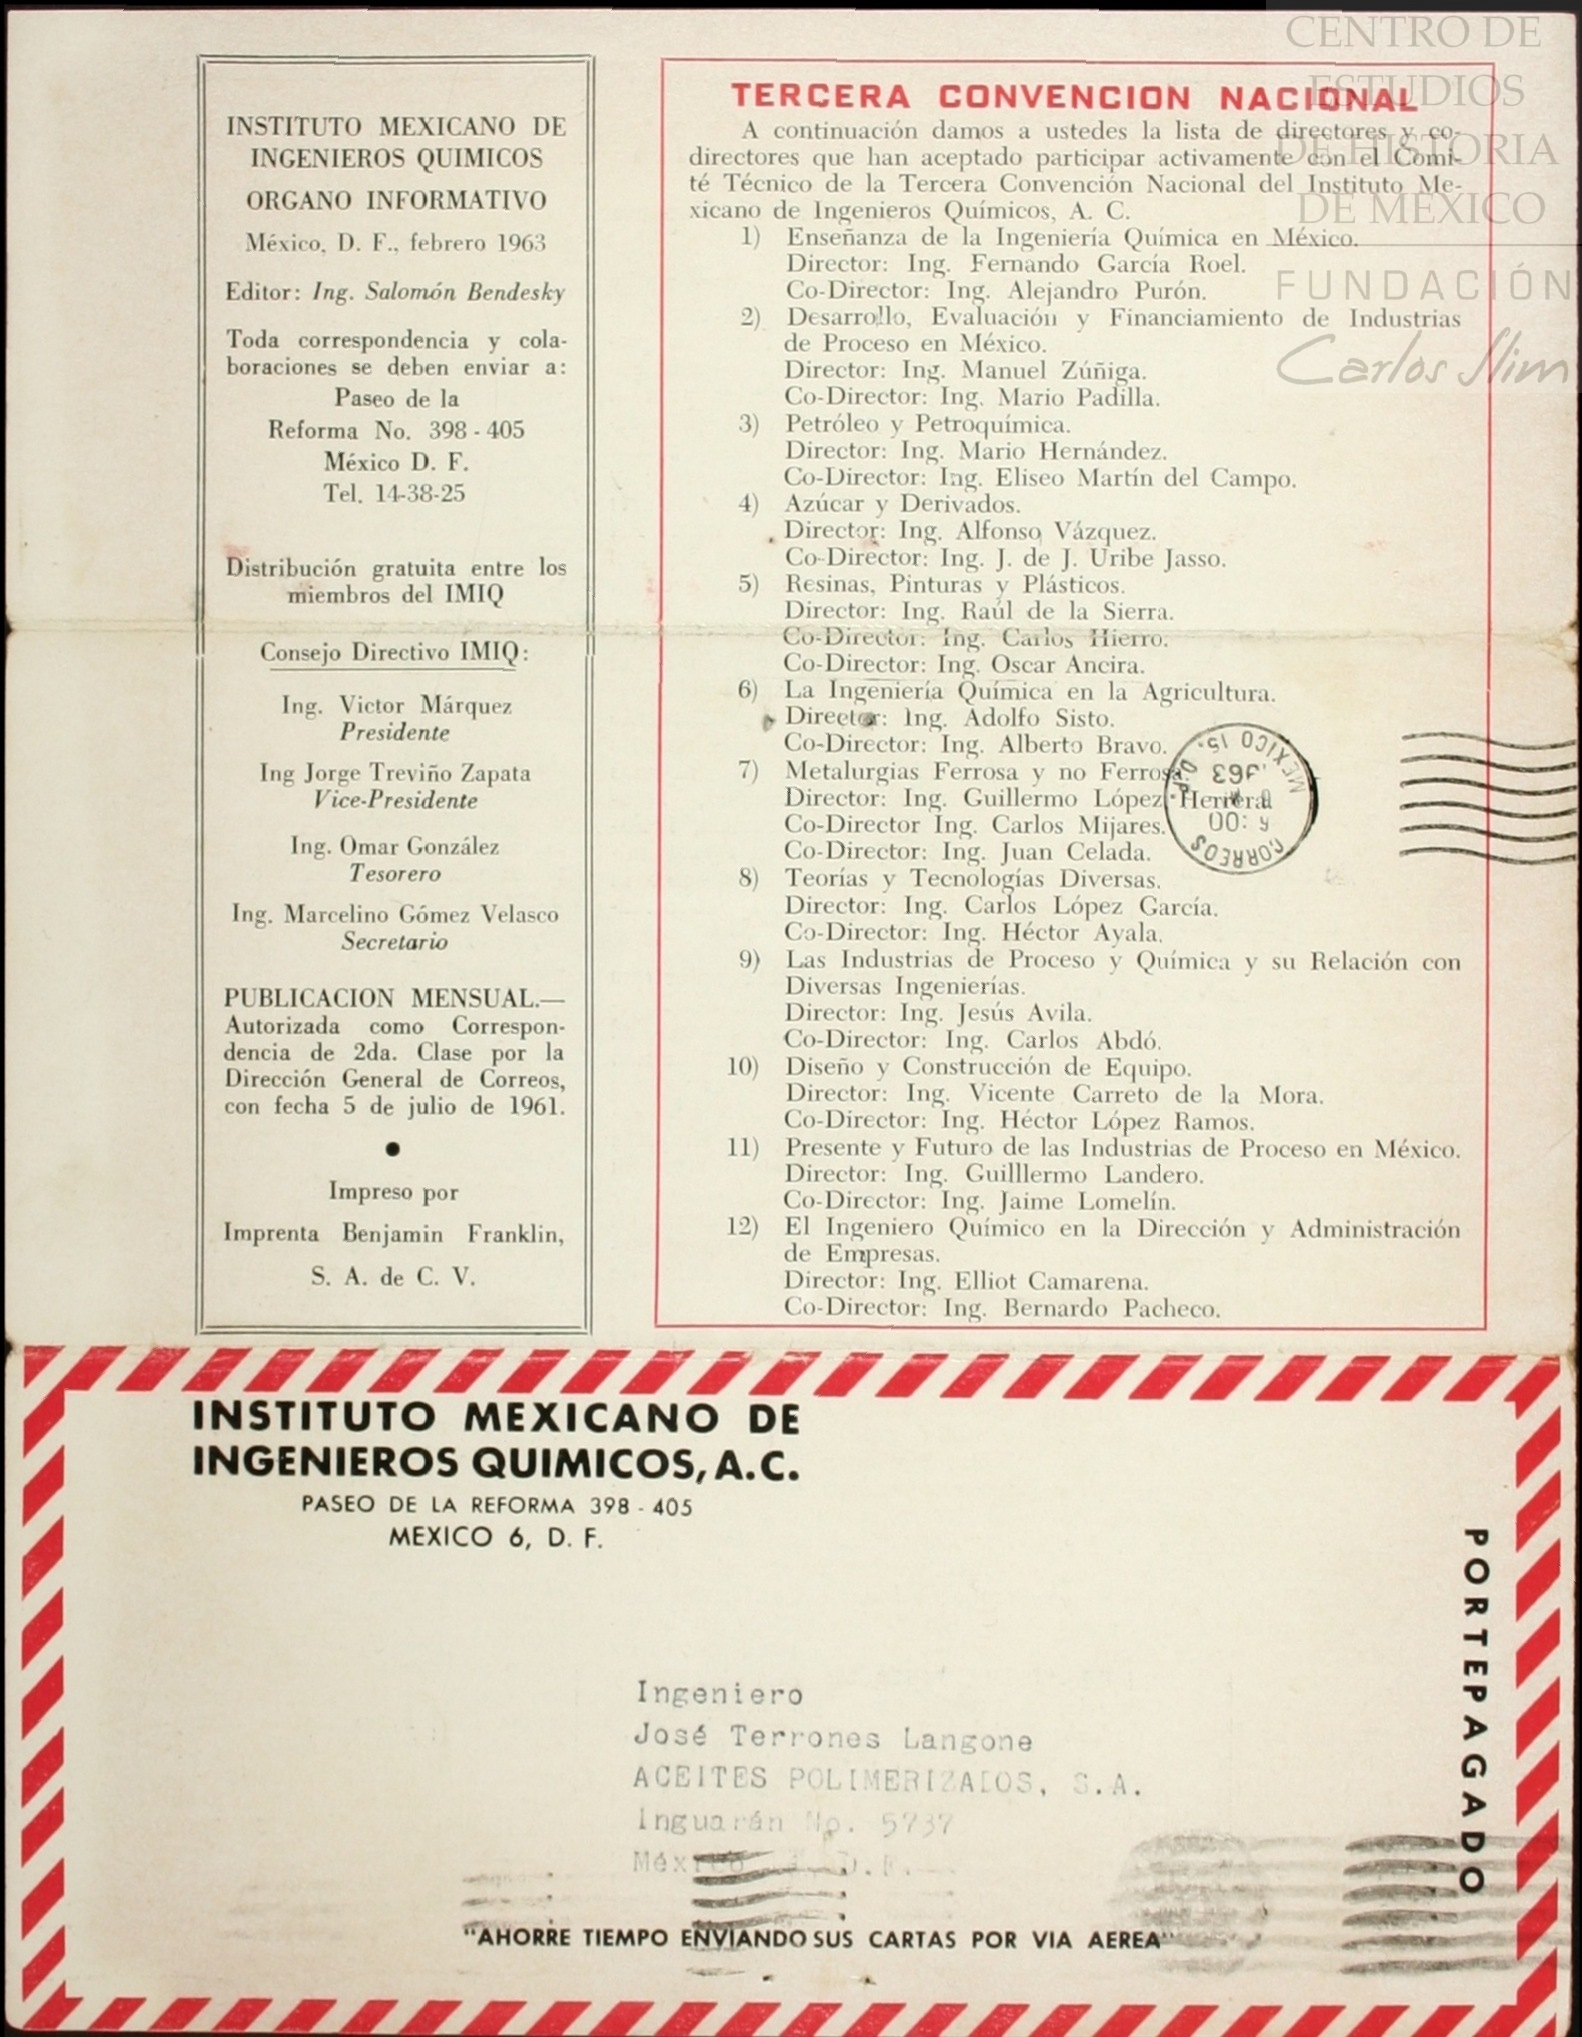 CENTRO DE
ESTUDIOS
DE HISTORIA
DE MÉXICO
FUNDACIÓN
Carlos Slim
INSTITUTO MEXICANO DE
INGENIEROS QUIMICOS
ORGANO INFORMATIVO
México, D. F., febrero 1963
Editor: Ing. Salomón Bendesky
Toda correspondencia y cola-
boraciones se deben enviar a:
Paseo de la
Reforma No. 398 - 405
México D. F.
Tel. 14-38-25
Distribución gratuita entre los
miembros del IMIQ
Consejo Directivo IMIQ:
Ing. Victor Márquez
Presidente
Ing Jorge Treviño Zapata
Vice-Presidente
Ing. Omar González
Tesorero
Ing. Marcelino Gómez Velasco
Secretario
PUBLICACION MENSUAL.—
Autorizada como Correspon-
dencia de 2da. Clase por la
Dirección General de Correos,
con fecha 5 de julio de 1961.
Impreso por
Imprenta Benjamin Franklin,
S. A. de C. V.
TERCERA CONVENCION NACIONAL
A continuación damos a ustedes la lista de directores y co-
directores que han aceptado participar activamente con el Comi-
té Técnico de la Tercera Convención Nacional del Instituto Me-
xicano de Ingenieros Químicos, A. C.
1) Enseñanza de la Ingeniería Química en México.
Director: Ing. Fernando García Roel.
Co-Director: Ing. Alejandro Purón.
2) Desarrollo, Evaluación y Financiamiento de Industrias
de Proceso en México.
Director: Ing. Manuel Zúñiga.
Co-Director: Ing. Mario Padilla.
3) Petróleo y Petroquímica.
Director: Ing. Mario Hernández.
Co-Director: Ing. Eliseo Martín del Campo.
4) Azúcar y Derivados.
Director: Ing. Alfonso Vázquez.
Co-Director: Ing. J. de J. Uribe Jasso.
5) Resinas, Pinturas y Plásticos.
Director: Ing. Raúl de la Sierra.
Co-Director: Ing. Carlos Hierro.
Co-Director: Ing. Oscar Ancira.
6) La Ingeniería Química en la Agricultura.
Director: Ing. Adolfo Sisto.
Co-Director: Ing. Alberto Bravo.
7) Metalurgias Ferrosa y no Ferrosa.
Director: Ing. Guillermo López Herrera
Co-Director Ing. Carlos Mijares.
Co-Director: Ing. Juan Celada.
8) Teorías y Tecnologías Diversas.
Director: Ing. Carlos López García.
Co-Director: Ing. Héctor Ayala.
9) Las Industrias de Proceso y Química y su Relación con
Diversas Ingenierías.
Director: Ing. Jesús Avila.
Co-Director: Ing. Carlos Abdó.
10) Diseño y Construcción de Equipo.
Director: Ing. Vicente Carreto de la Mora.
Co-Director: Ing. Héctor López Ramos.
11) Presente y Futuro de las Industrias de Proceso en México.
Director: Ing. Guilllermo Landero.
Co-Director: Ing. Jaime Lomelín.
12) El Ingeniero Químico en la Dirección y Administración
de Empresas.
Director: Ing. Elliot Camarena.
Co-Director: Ing. Bernardo Pacheco.
CORREOS
MEXICO 15,
INSTITUTO MEXICANO DE
INGENIEROS QUIMICOS, A.C.
PASEO DE LA REFORMA 398 - 405
MEXICO 6, D. F.
PORTE PAGADO
Ingeniero
José Terrones Langone
ACEITES POLIMERIZADOS, S.A.
Inguarán No. 5737
México D.F.
"AHORRE TIEMPO ENVIANDO SUS CARTAS POR VIA AEREA"